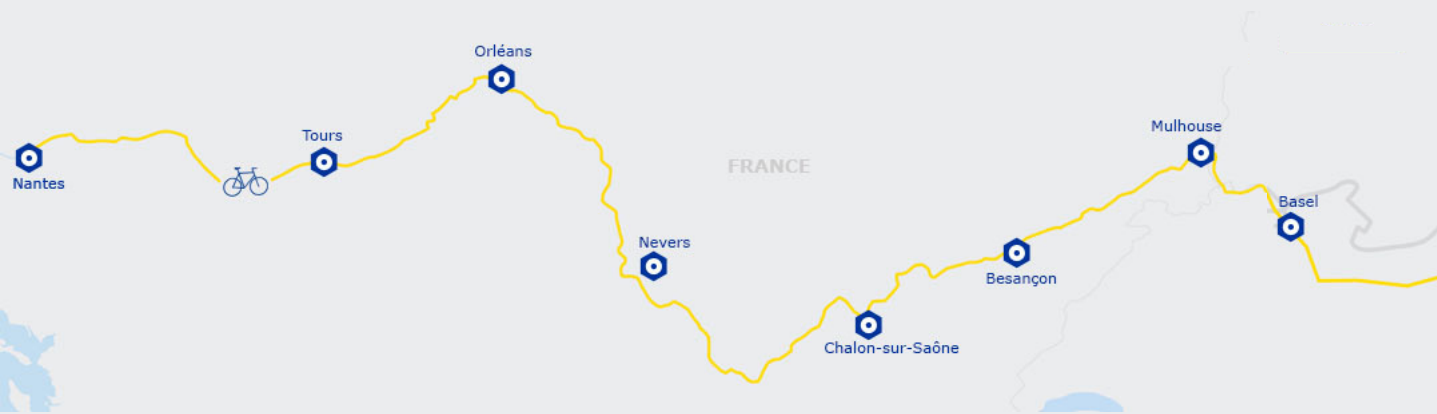 Orléans
Mulhouse
Tours
FRANCE
Nantes
Basel
Nevers
Besançon
Chalon-sur-Saône